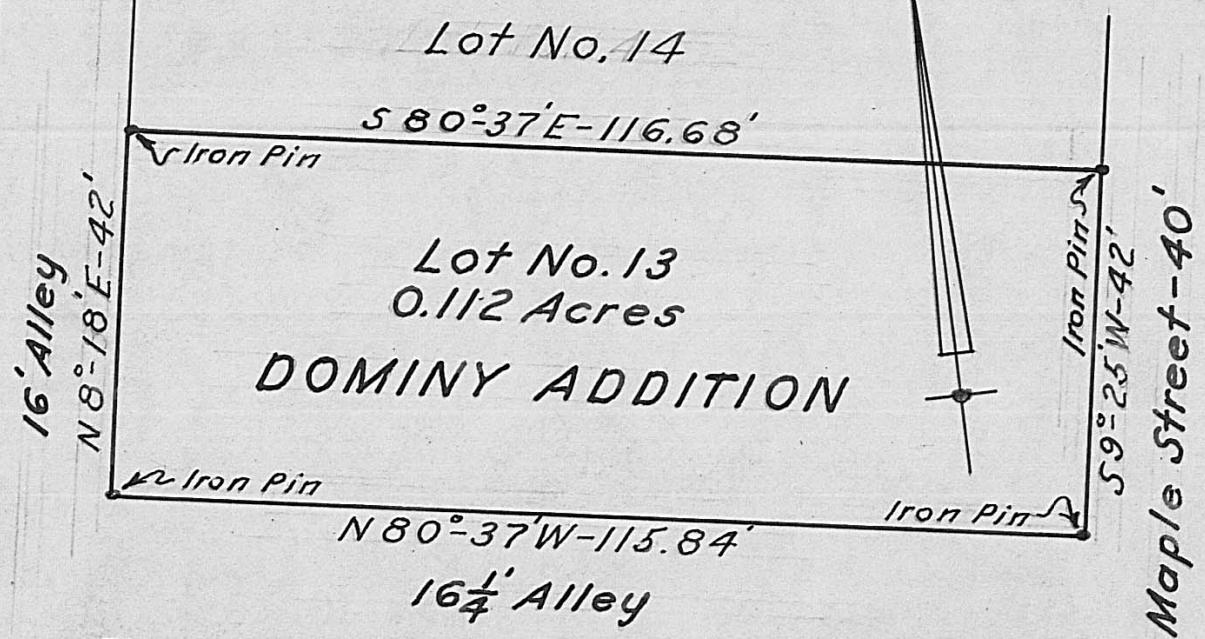 Lot No. 14
S 80°-37'E-116.68'
Iron Pin
Iron Pin
16' Alley
N 8°-18'E-42'
Lot No. 13
0.112 Acres
DOMINY ADDITION
S 9°-25'W-42'
Maple Street-40'
Iron Pin
Iron Pin
N 80°-37'W-115.84'
16 1/4' Alley